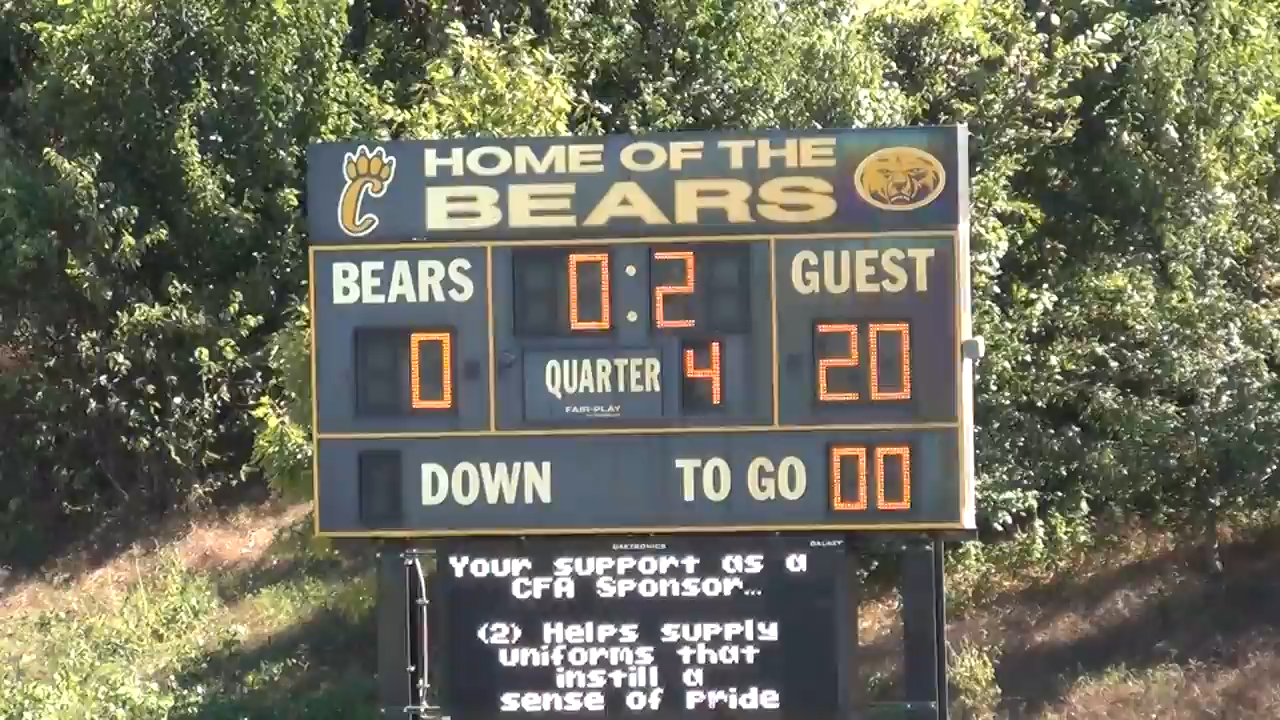 HOME OF THE
BEARS
C
BEARS 0:2 GUEST
0 QUARTER 4 20
FAIR-PLAY
DOWN TO GO 00
DAKTRONICS GALAXY
Your support as a
CFA Sponsor...
(2) Helps supply
uniforms that
instill a
sense of pride